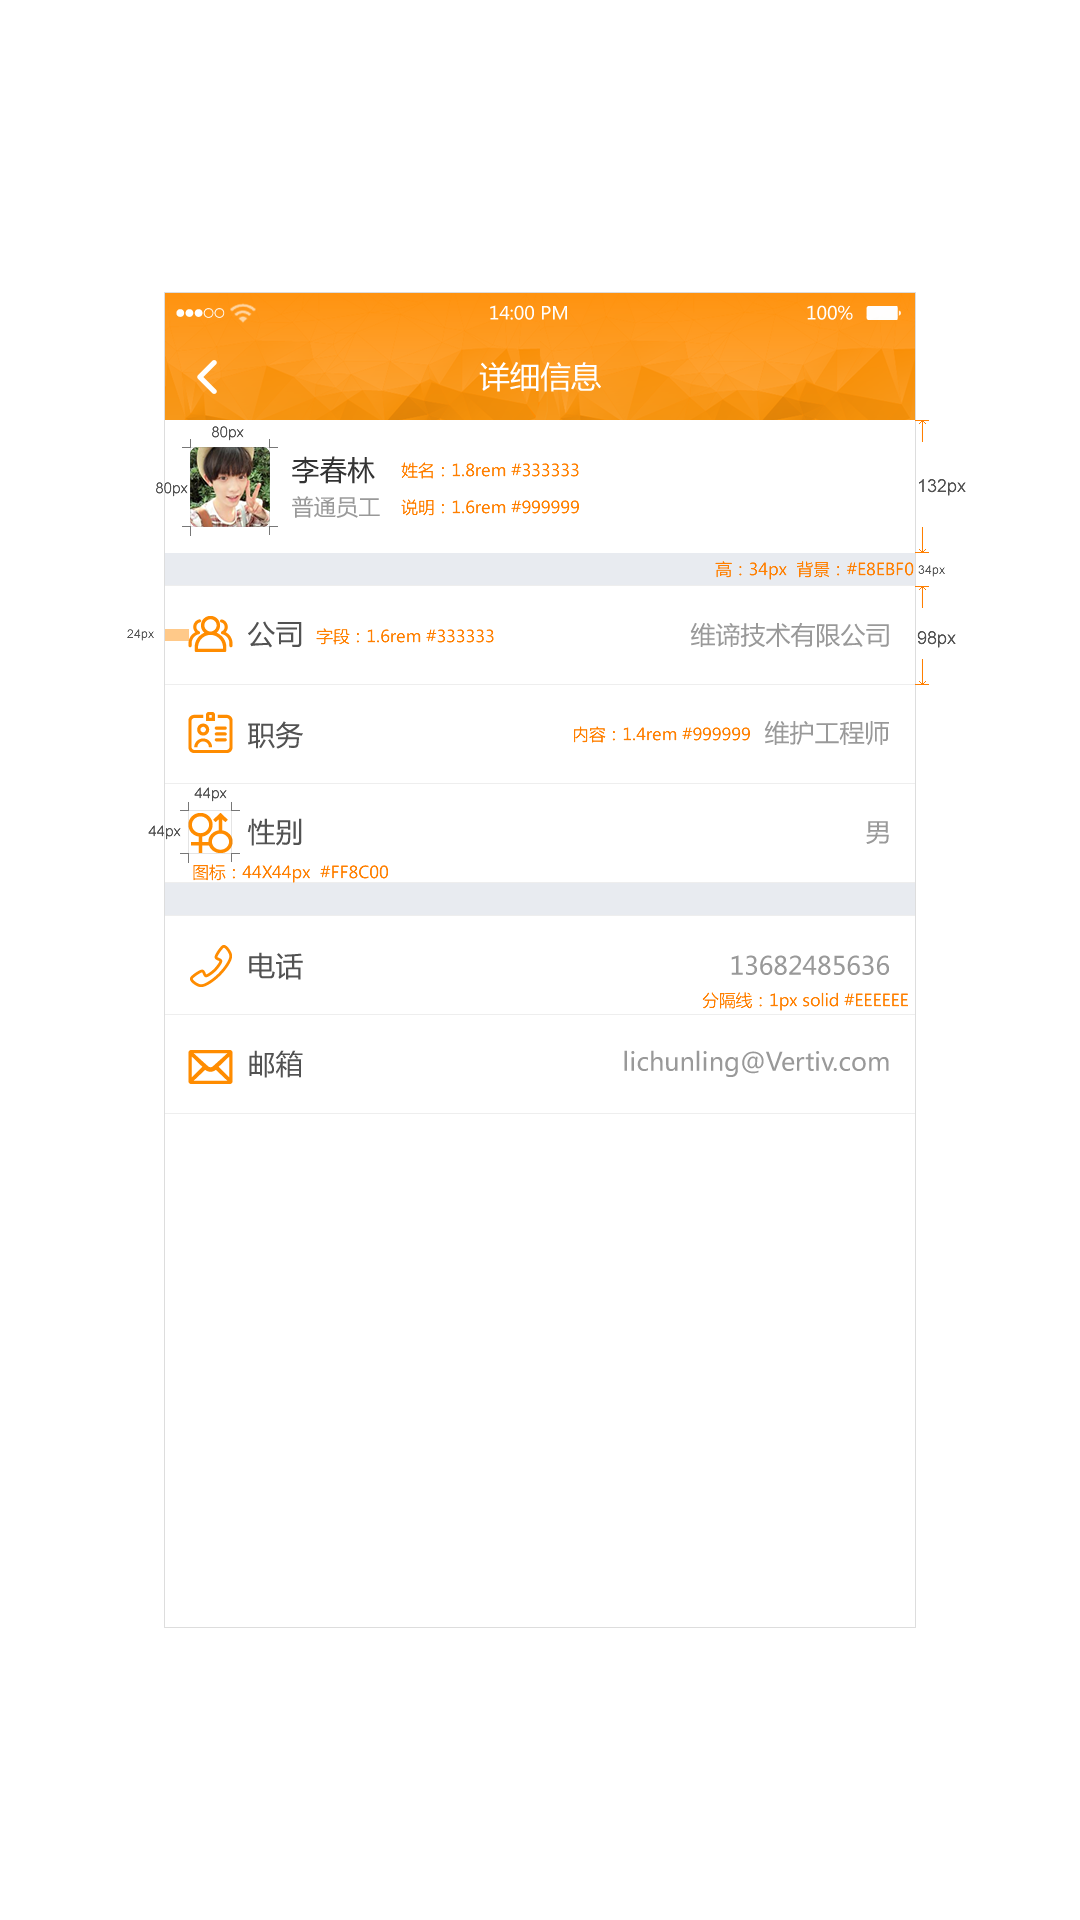 14:00 PM 100%
详细信息
80px
80px
李春林 姓名：1.8rem #333333
普通员工 说明：1.6rem #999999
132px
高：34px 背景：#E8EBF0 34px
24px 公司 字段：1.6rem #333333 维谛技术有限公司 98px
职务 内容：1.4rem #999999 维护工程师
44px
44px 性别 男
图标：44X44px #FF8C00
电话 13682485636
分隔线：1px solid #EEEEEE
邮箱 lichunling@Vertiv.com